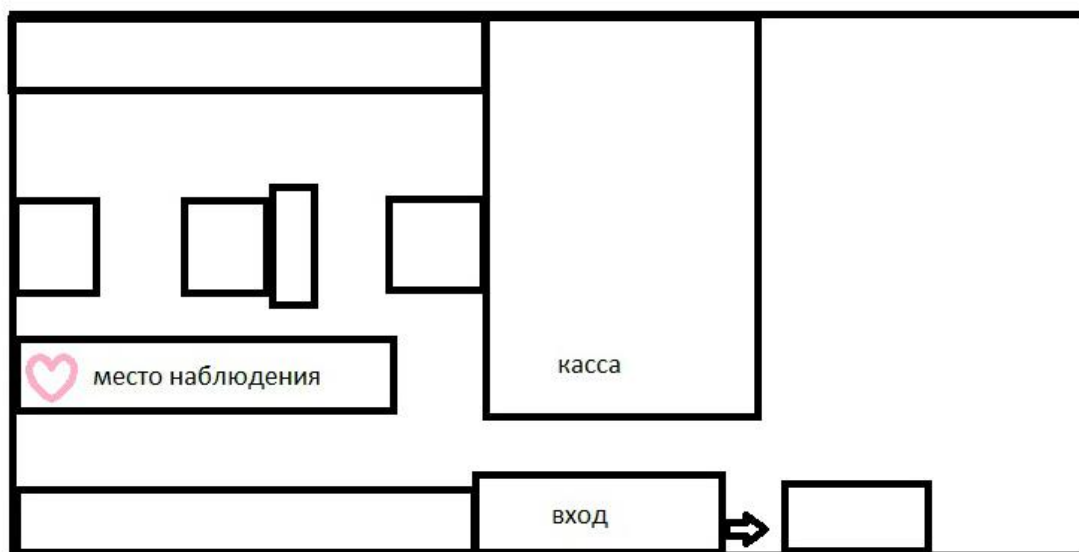 касса
место наблюдения
вход